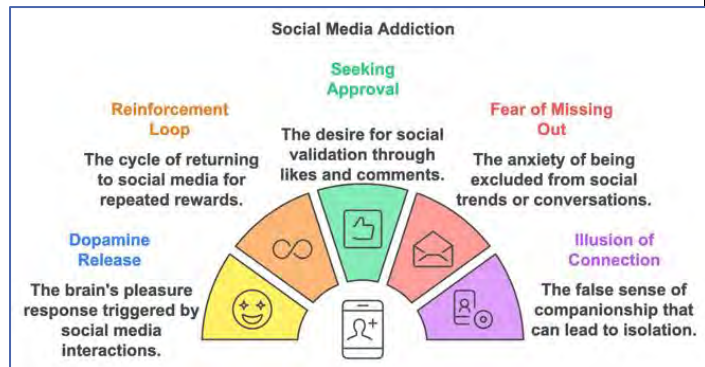 Social Media Addiction
Seeking
Approval
The desire for social
validation through
likes and comments.
Reinforcement
Loop
The cycle of returning
to social media for
repeated rewards.
Fear of Missing
Out
The anxiety of being
excluded from social
trends or conversations.
Dopamine
Release
The brain's pleasure
response triggered by
social media
interactions.
Illusion of
Connection
The false sense of
companionship that
can lead to isolation.